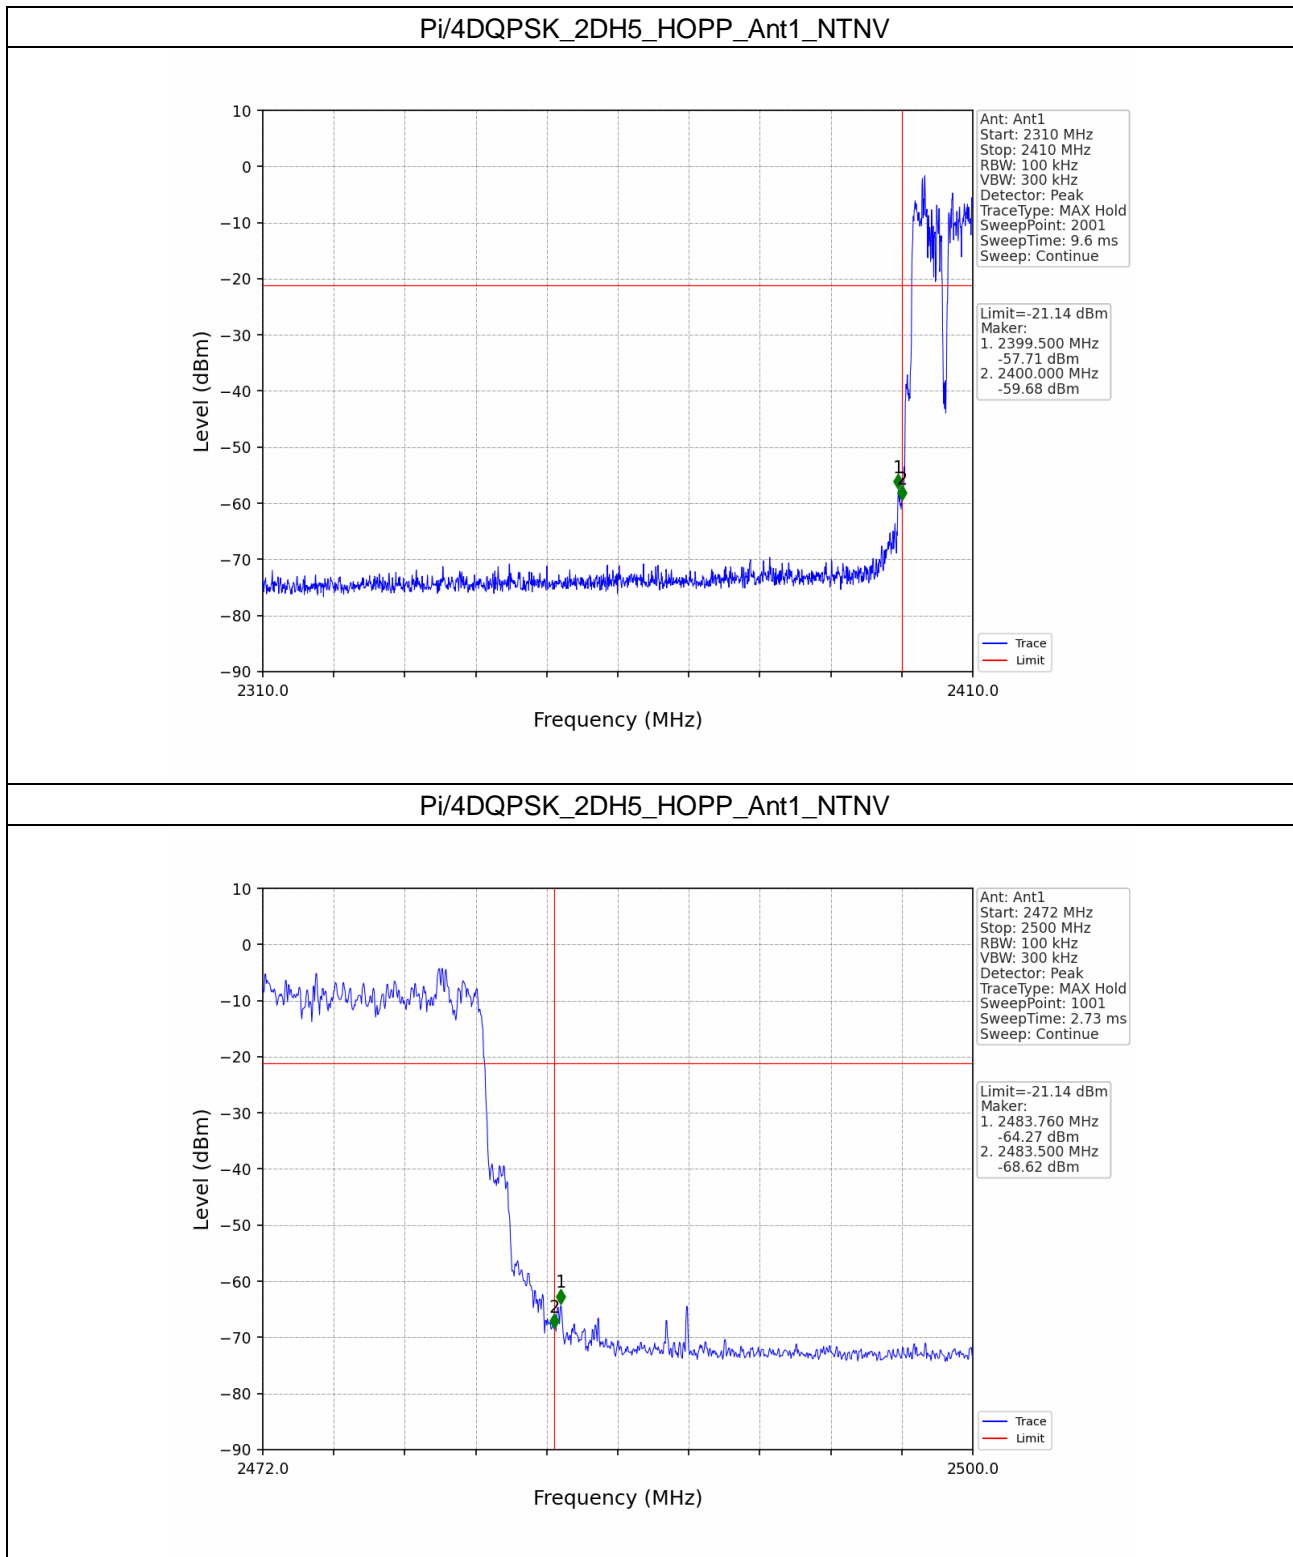 Pi/4DQPSK_2DH5_HOPP_Ant1_NTNV
10
0
−10
−20
−30
−40
−50
−60
−70
−80
−90
Level (dBm)
2310.0
2410.0
Frequency (MHz)
1
2
Ant: Ant1
Start: 2310 MHz
Stop: 2410 MHz
RBW: 100 kHz
VBW: 300 kHz
Detector: Peak
TraceType: MAX Hold
SweepPoint: 2001
SweepTime: 9.6 ms
Sweep: Continue
Limit=-21.14 dBm
Maker:
1. 2399.500 MHz
-57.71 dBm
2. 2400.000 MHz
-59.68 dBm
Trace
Limit
Pi/4DQPSK_2DH5_HOPP_Ant1_NTNV
10
0
−10
−20
−30
−40
−50
−60
−70
−80
−90
Level (dBm)
2472.0
2500.0
Frequency (MHz)
1
2
Ant: Ant1
Start: 2472 MHz
Stop: 2500 MHz
RBW: 100 kHz
VBW: 300 kHz
Detector: Peak
TraceType: MAX Hold
SweepPoint: 1001
SweepTime: 2.73 ms
Sweep: Continue
Limit=-21.14 dBm
Maker:
1. 2483.760 MHz
-64.27 dBm
2. 2483.500 MHz
-68.62 dBm
Trace
Limit